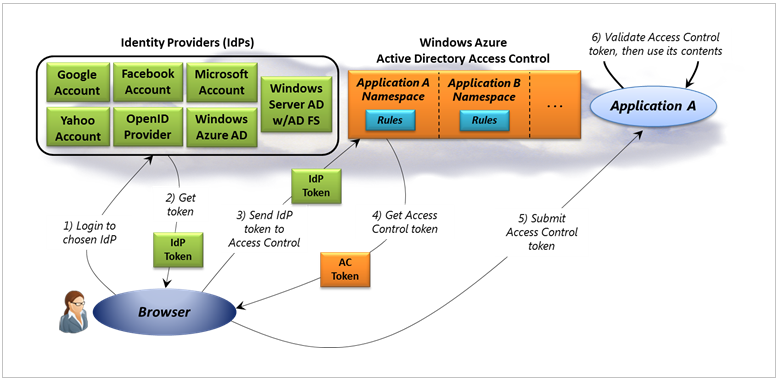 Identity Providers (IdPs)
Google
Account
Facebook
Account
Microsoft
Account
Windows
Server AD
w/AD FS
Yahoo
Account
OpenID
Provider
Windows
Azure AD
Windows Azure
Active Directory Access Control
Application A
Namespace
Rules
Application B
Namespace
Rules
...
6) Validate Access Control
token, then use its contents
Application A
1) Login to
chosen IdP
2) Get
token
IdP
Token
3) Send IdP
token to
Access Control
IdP
Token
4) Get Access
Control token
AC
Token
5) Submit
Access Control
token
Browser